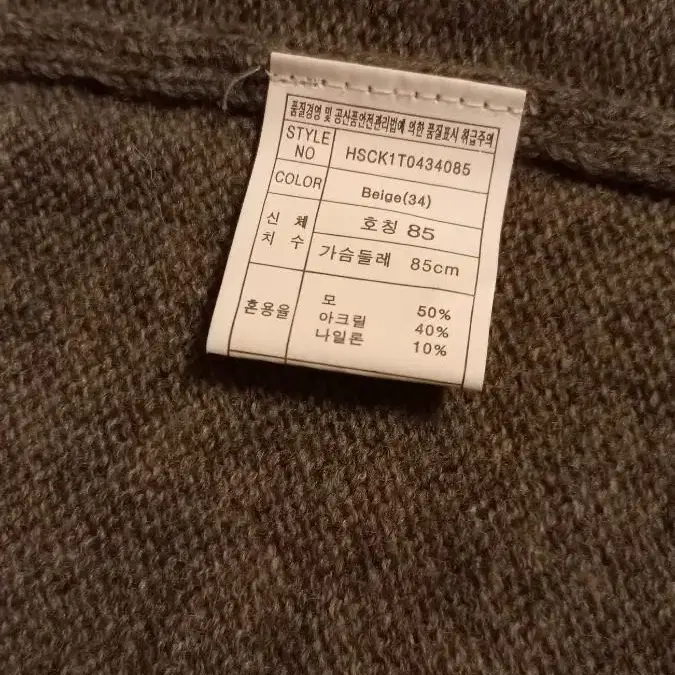 품질경영 및 공산품안전관리법에 의한 품질표시 취급주의
STYLE NO HSCK1T0434085
COLOR Beige(34)
신체 치수 호칭 85
가슴둘레 85cm
혼용율 모 50%
아크릴 40%
나일론 10%